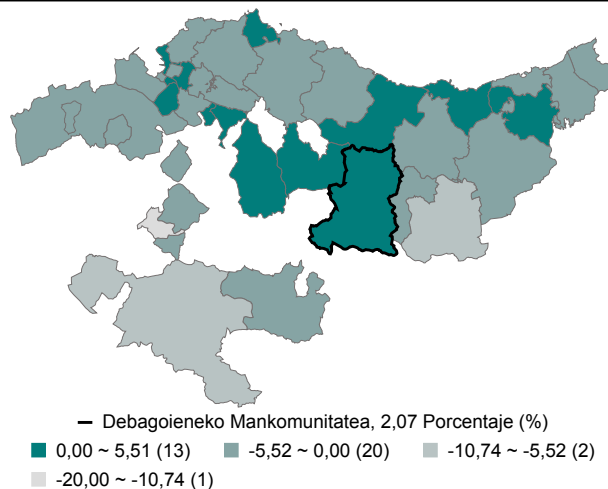 Debagoieneko Mankomunitatea, 2,07 Porcentaje (%)
0,00 ~ 5,51 (13) -5,52 ~ 0,00 (20) -10,74 ~ -5,52 (2)
-20,00 ~ -10,74 (1)